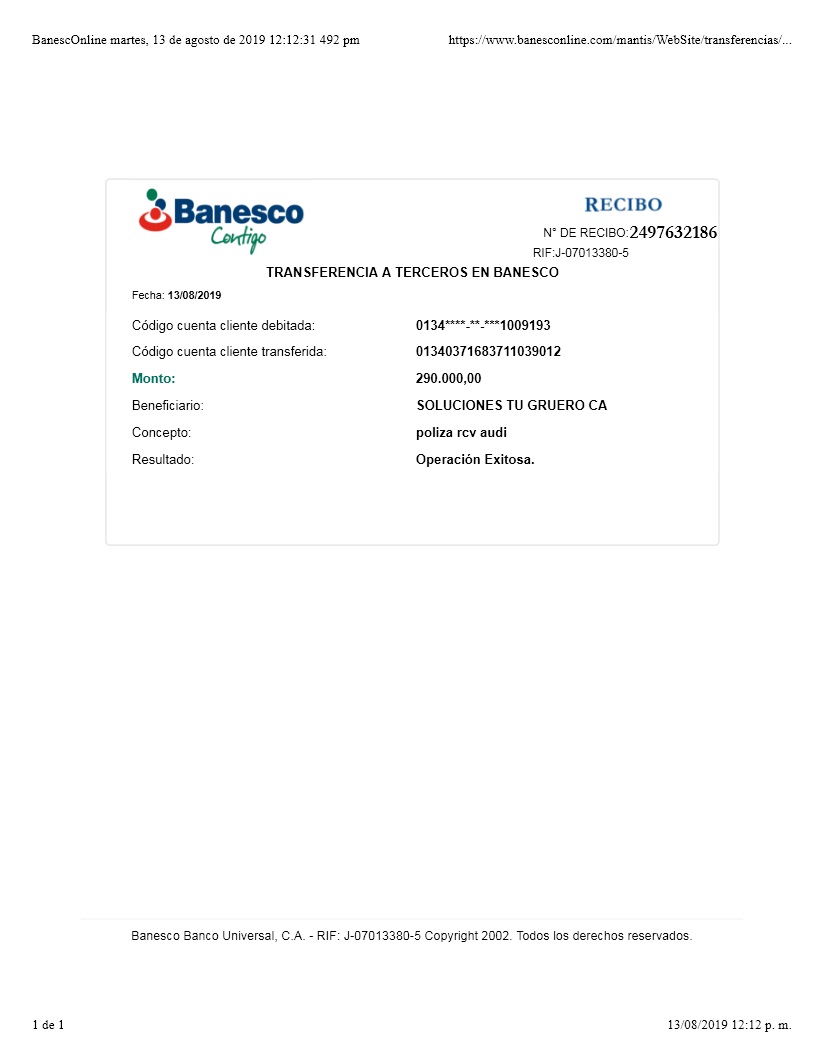 BanescOnline martes, 13 de agosto de 2019 12:12:31 492 pm https://www.banesconline.com/mantis/WebSite/transferencias/...
Banesco
Contigo
RECIBO
N° DE RECIBO:2497632186
RIF:J-07013380-5
TRANSFERENCIA A TERCEROS EN BANESCO
Fecha: 13/08/2019
Código cuenta cliente debitada: 0134****-**-***1009193
Código cuenta cliente transferida: 01340371683711039012
Monto: 290.000,00
Beneficiario: SOLUCIONES TU GRUERO CA
Concepto: poliza rcv audi
Resultado: Operación Exitosa.
Banesco Banco Universal, C.A. - RIF: J-07013380-5 Copyright 2002. Todos los derechos reservados.
1 de 1 13/08/2019 12:12 p. m.